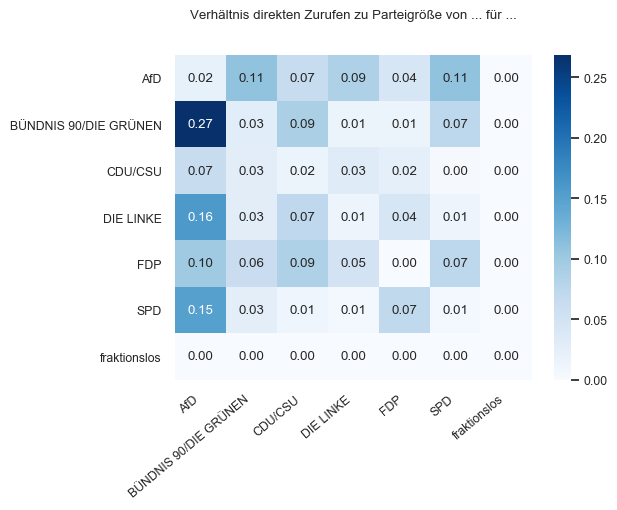 Verhältnis direkten Zurufen zu Parteigröße von ... für ...
AfD 0.02 0.11 0.07 0.09 0.04 0.11 0.00
BÜNDNIS 90/DIE GRÜNEN 0.27 0.03 0.09 0.01 0.01 0.07 0.00
CDU/CSU 0.07 0.03 0.02 0.03 0.02 0.00 0.00
DIE LINKE 0.16 0.03 0.07 0.01 0.04 0.01 0.00
FDP 0.10 0.06 0.09 0.05 0.00 0.07 0.00
SPD 0.15 0.03 0.01 0.01 0.07 0.01 0.00
fraktionslos 0.00 0.00 0.00 0.00 0.00 0.00 0.00
AfD
BÜNDNIS 90/DIE GRÜNEN
CDU/CSU
DIE LINKE
FDP
SPD
fraktionslos
0.25
0.20
0.15
0.10
0.05
0.00